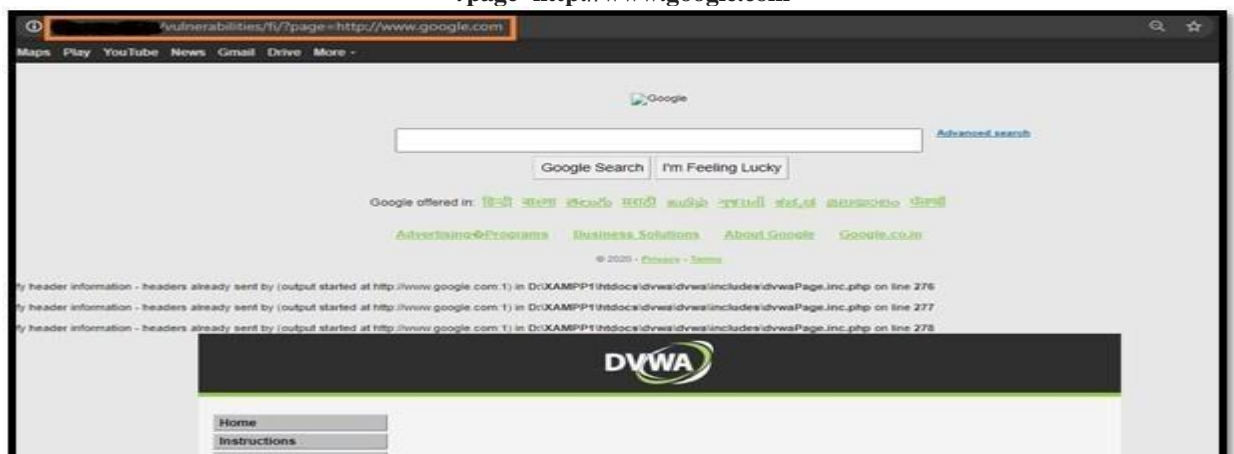 ?page=http://www.google.com
/vulnerabilities/fi/?page=http://www.google.com
Maps Play YouTube News Gmail Drive More
Google
Advanced search
Google Search I'm Feeling Lucky
Google offered in: हिन्दी বাংলা తెలుగు मराठी தமிழ் ગુજરાતી ಕನ್ನಡ മലയാളം ਪੰਜਾਬੀ
Advertising�Programs Business Solutions About Google Google.co.in
© 2020 - Privacy - Terms
fy header information - headers already sent by (output started at http://www.google.com:1) in D:\XAMPP1\htdocs\dvwa\dvwa\includes\dvwaPage.inc.php on line 276
fy header information - headers already sent by (output started at http://www.google.com:1) in D:\XAMPP1\htdocs\dvwa\dvwa\includes\dvwaPage.inc.php on line 277
fy header information - headers already sent by (output started at http://www.google.com:1) in D:\XAMPP1\htdocs\dvwa\dvwa\includes\dvwaPage.inc.php on line 278
DVWA
Home
Instructions